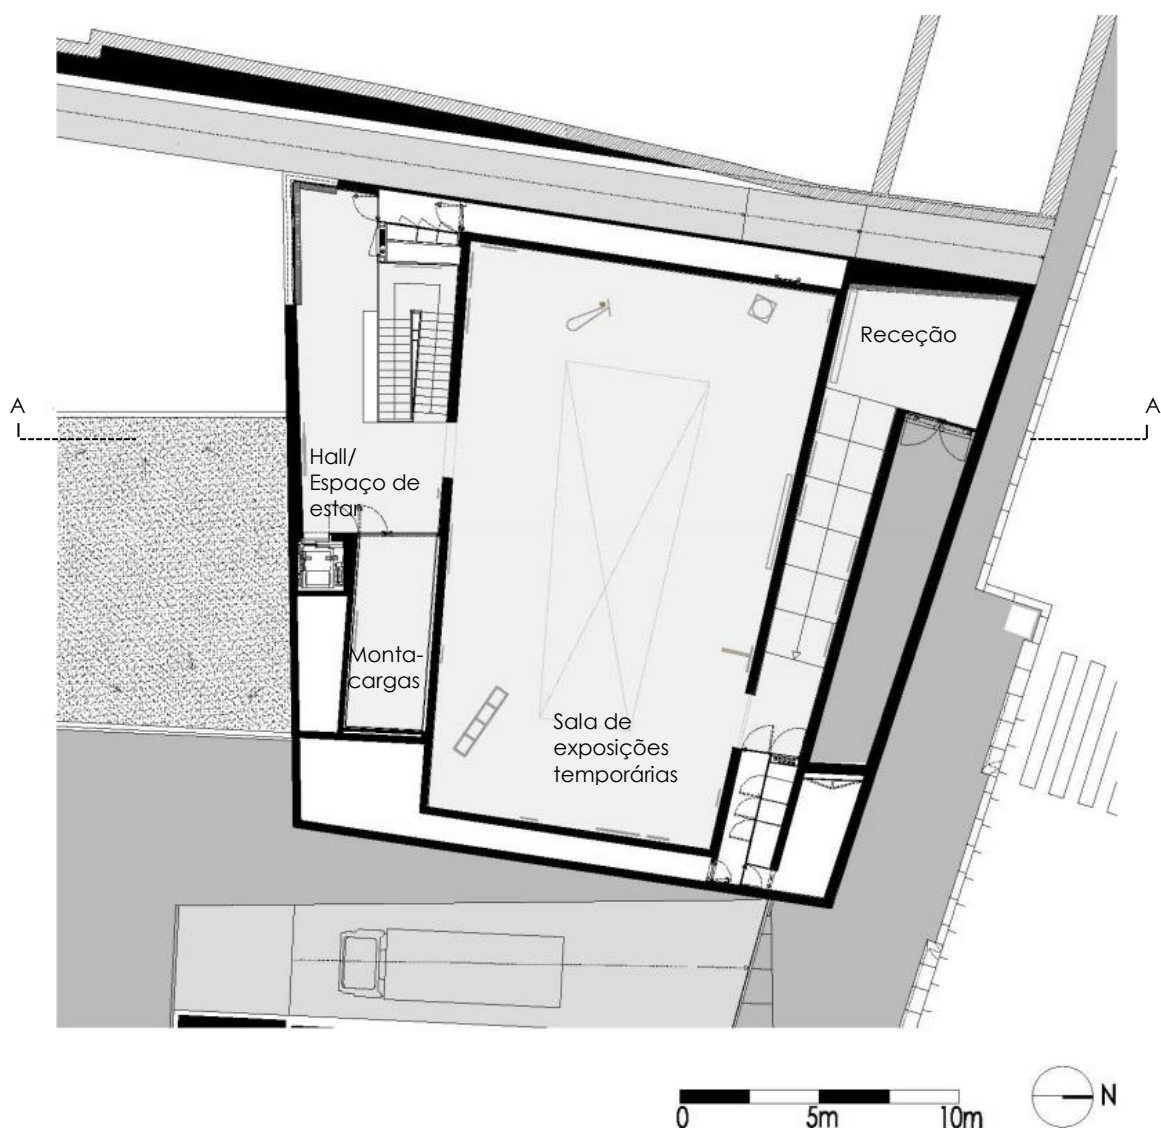 Receção
A
A
Hall/
Espaço de
estar
Monta-
cargas
Sala de
exposições
temporárias
0
5m
10m
N